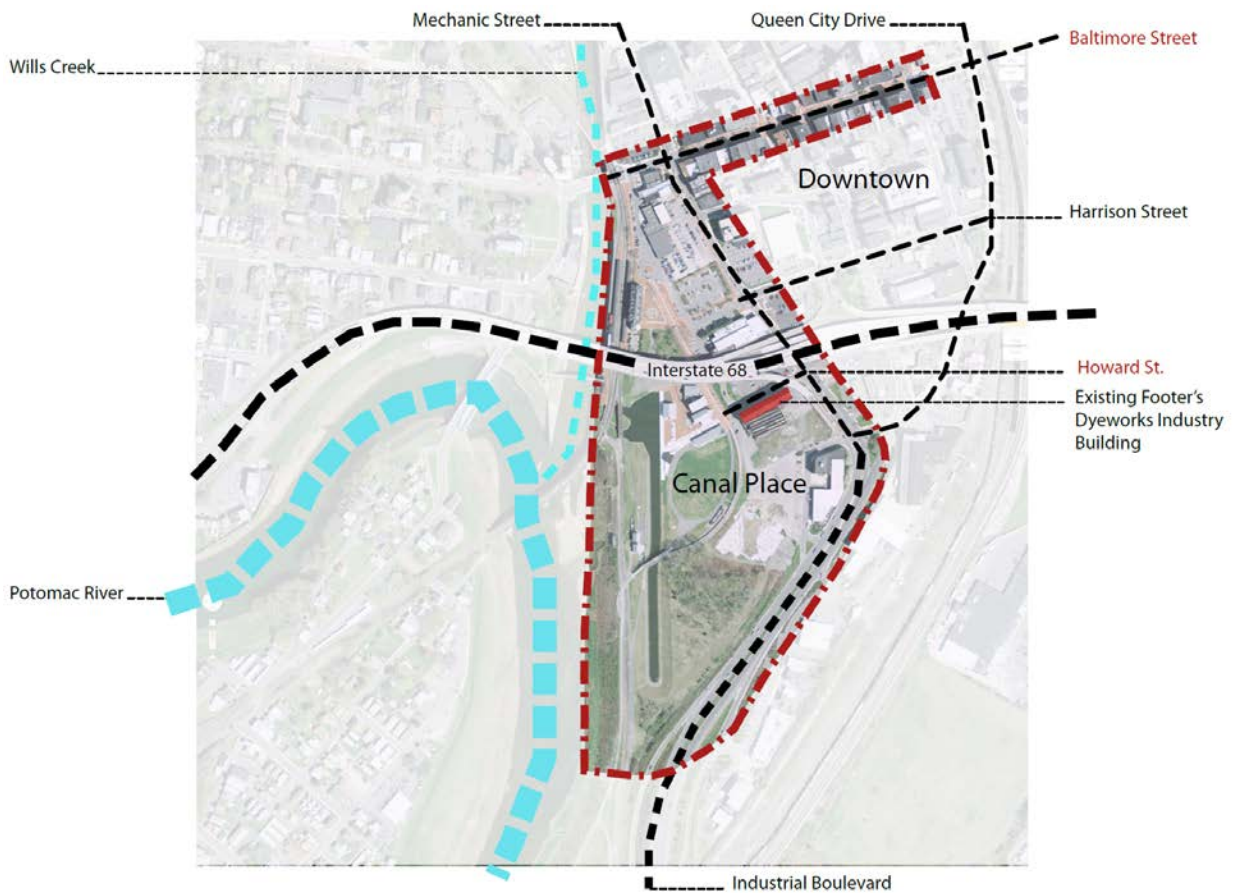 Mechanic Street
Queen City Drive
Baltimore Street
Wills Creek
Downtown
Harrison Street
Interstate 68
Howard St.
Existing Footer's
Dyeworks Industry
Building
Canal Place
Potomac River
Industrial Boulevard